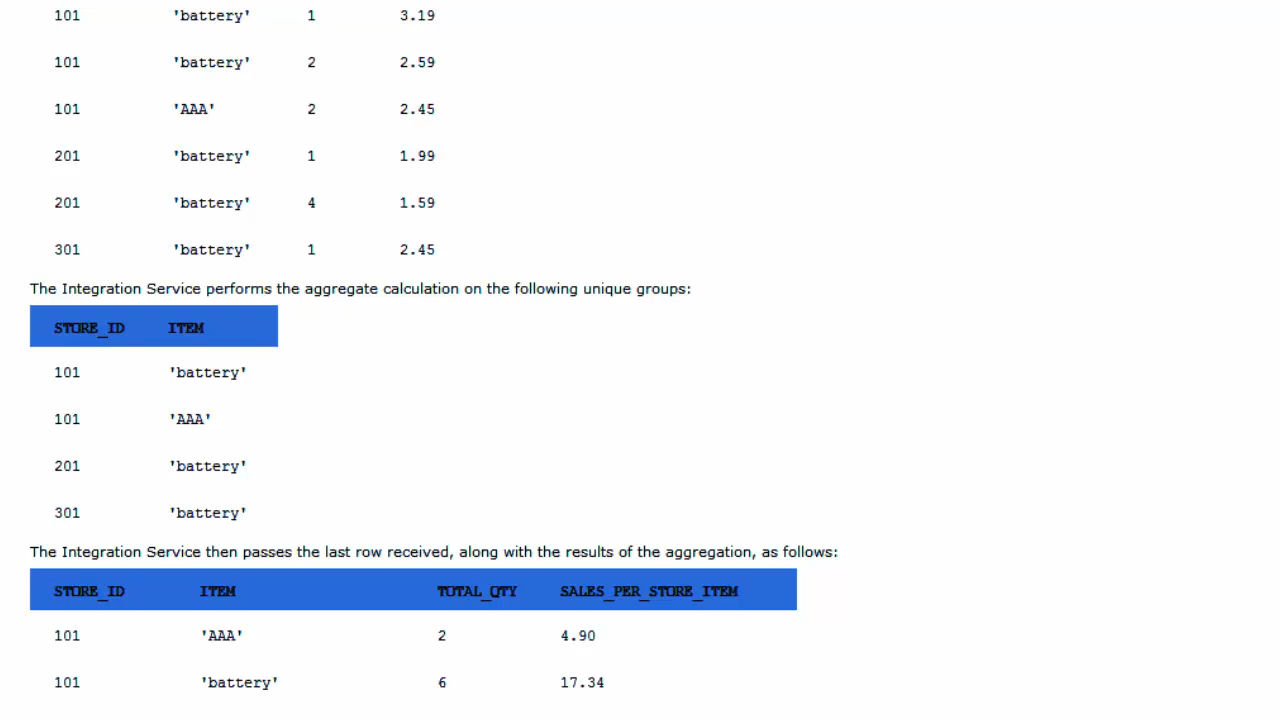 101 'battery' 1 3.19
101 'battery' 2 2.59
101 'AAA' 2 2.45
201 'battery' 1 1.99
201 'battery' 4 1.59
301 'battery' 1 2.45
The Integration Service performs the aggregate calculation on the following unique groups:
STORE_ID ITEM
101 'battery'
101 'AAA'
201 'battery'
301 'battery'
The Integration Service then passes the last row received, along with the results of the aggregation, as follows:
STORE_ID ITEM TOTAL_QTY SALES_PER_STORE_ITEM
101 'AAA' 2 4.90
101 'battery' 6 17.34